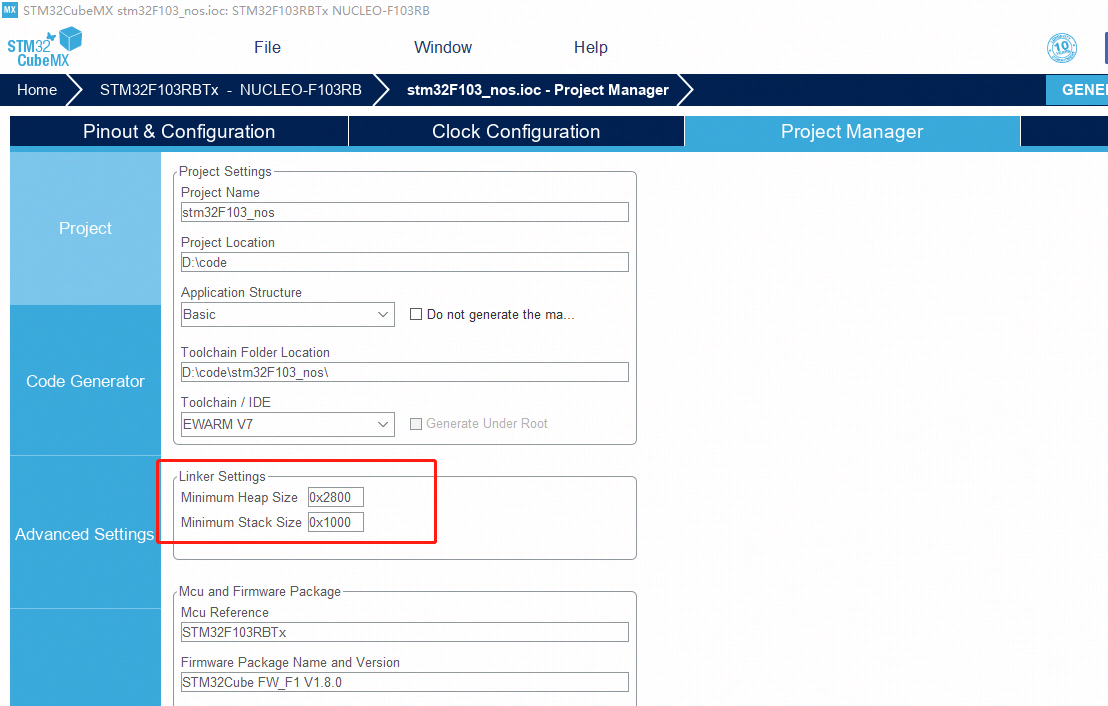 MX STM32CubeMX stm32F103_nos.ioc: STM32F103RBTx NUCLEO-F103RB
STM32
CubeMX
File Window Help
10
Home STM32F103RBTx - NUCLEO-F103RB stm32F103_nos.ioc - Project Manager GENE
Pinout & Configuration Clock Configuration Project Manager
Project
Code Generator
Advanced Settings
Project Settings
Project Name
stm32F103_nos
Project Location
D:\code
Application Structure
Basic Do not generate the ma...
Toolchain Folder Location
D:\code\stm32F103_nos\
Toolchain / IDE
EWARM V7 Generate Under Root
Linker Settings
Minimum Heap Size 0x2800
Minimum Stack Size 0x1000
Mcu and Firmware Package
Mcu Reference
STM32F103RBTx
Firmware Package Name and Version
STM32Cube FW_F1 V1.8.0